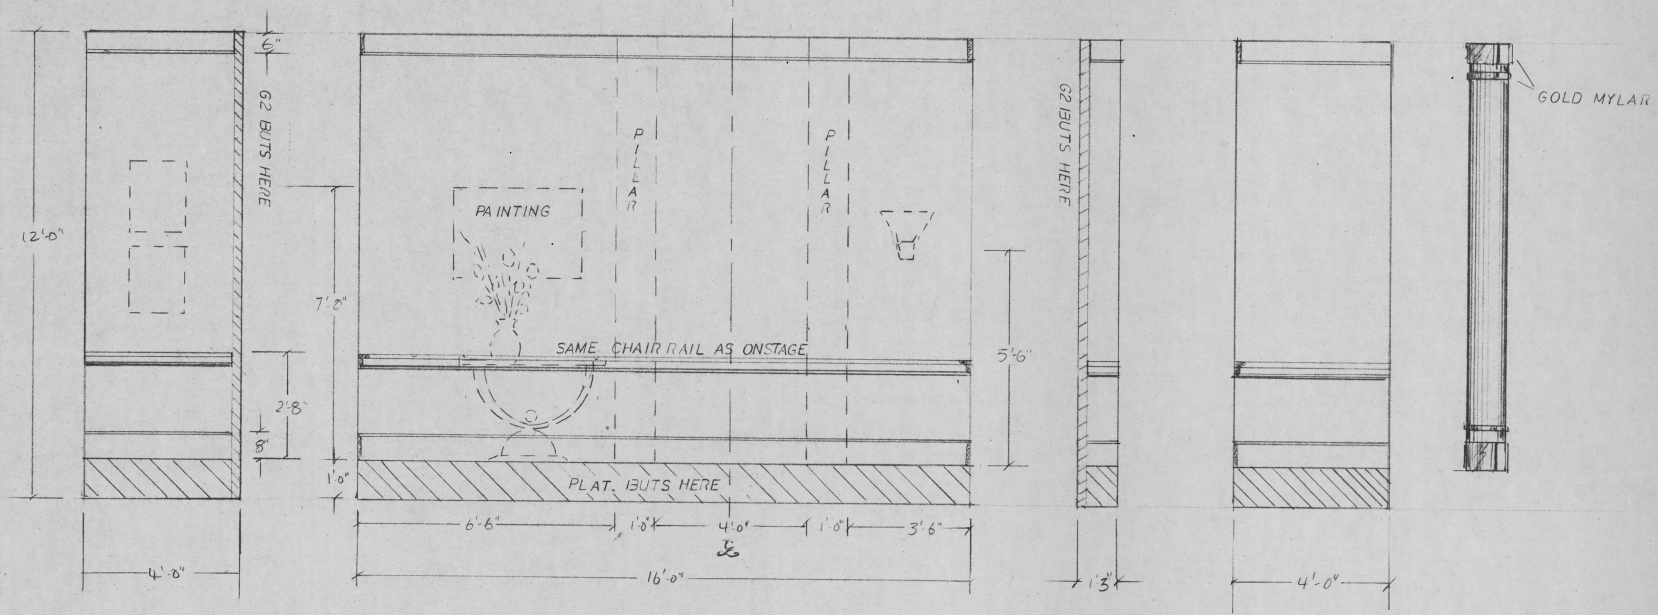 6"
G2 BUTS HERE
12'-0"
2'-8"
8"
4'-0"
7'-0"
1'-0"
PILLAR
PILLAR
PAINTING
SAME CHAIR RAIL AS ONSTAGE
PLAT. BUTS HERE
6'-6"
1'-0"
4'-0"
1'-0"
3'-6"
16'-0"
5'-6"
G2 BUTS HERE
1'3"
4'-0"
GOLD MYLAR